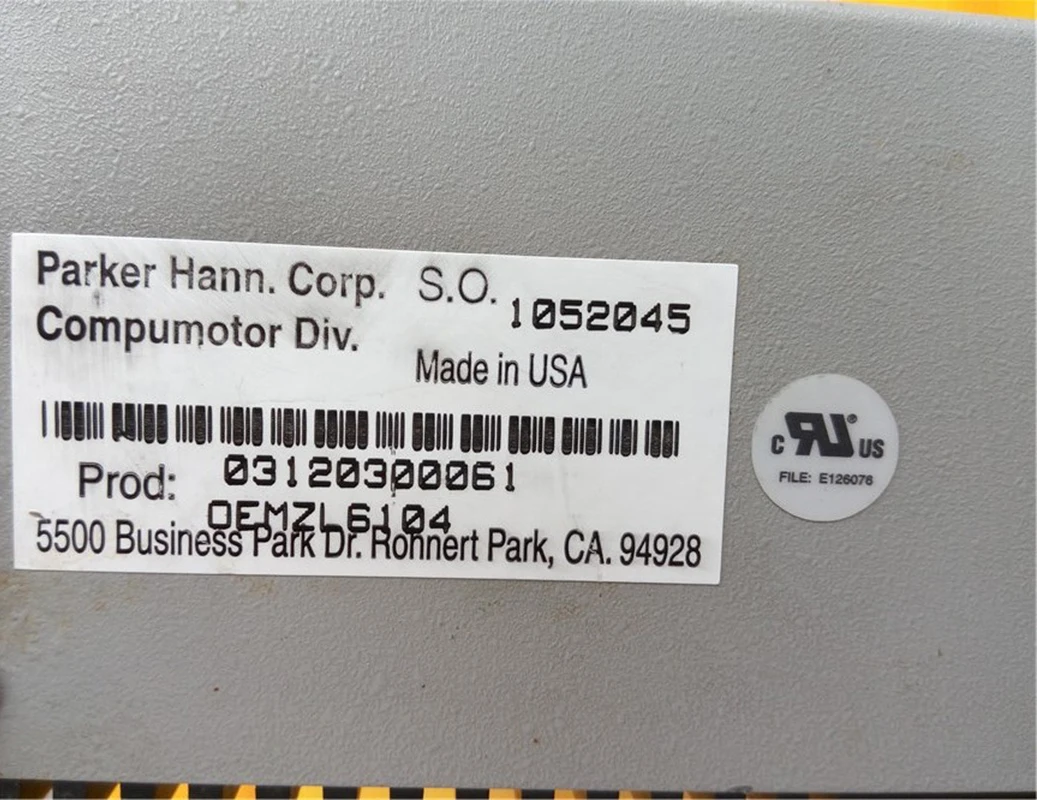 Parker Hann. Corp. S.O. 1052045
Compumotor Div.
Made in USA
Prod: 03120300061
OEMZL6104
5500 Business Park Dr. Rohnert Park, CA. 94928
c RU® US
FILE: E126076